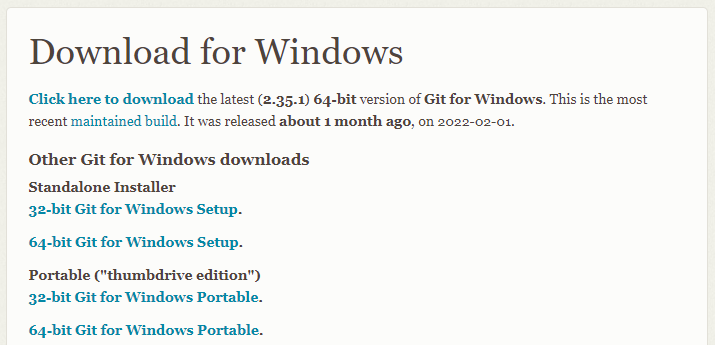 Download for Windows
Click here to download the latest (2.35.1) 64-bit version of Git for Windows. This is the most
recent maintained build. It was released about 1 month ago, on 2022-02-01.
Other Git for Windows downloads
Standalone Installer
32-bit Git for Windows Setup.
64-bit Git for Windows Setup.
Portable ("thumbdrive edition")
32-bit Git for Windows Portable.
64-bit Git for Windows Portable.